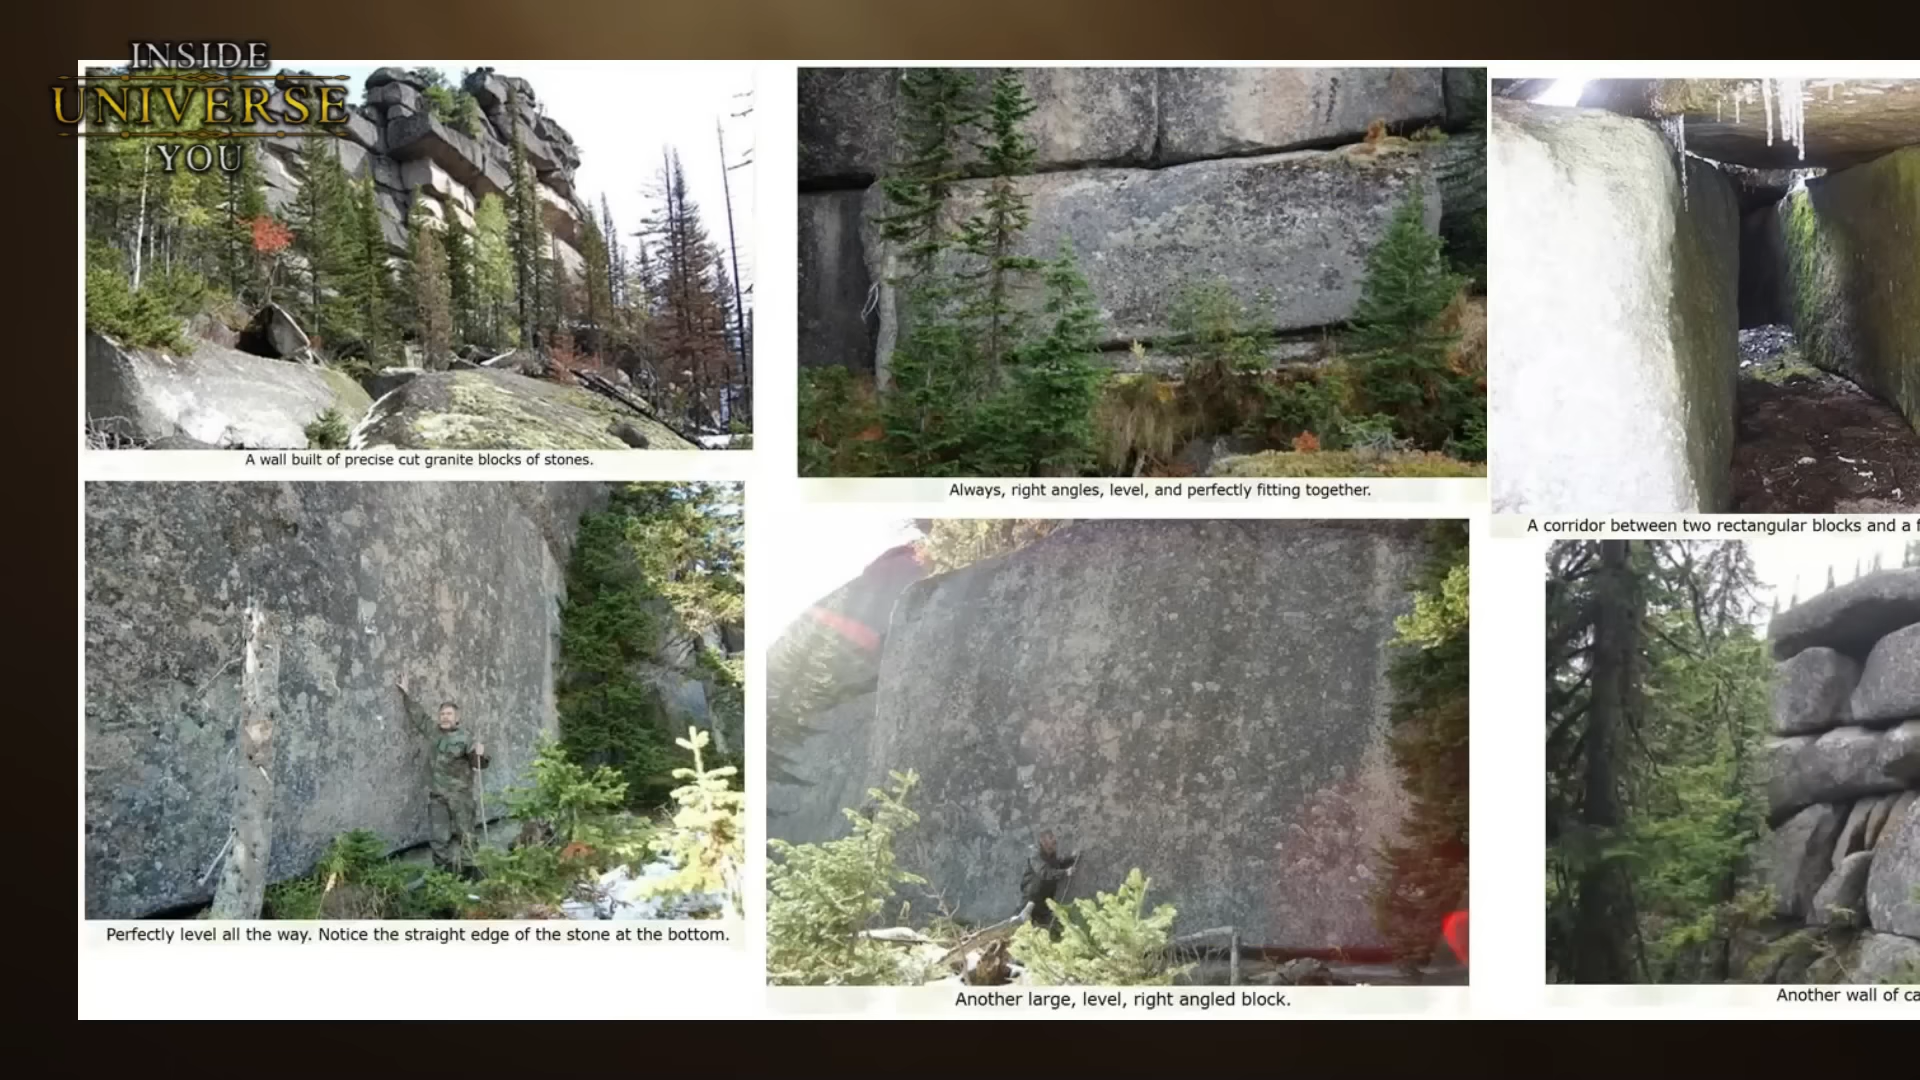 INSIDE
UNIVERSE
YOU
A wall built of precise cut granite blocks of stones.
Always, right angles, level, and perfectly fitting together.
A corridor between two rectangular blocks and a
Perfectly level all the way. Notice the straight edge of the stone at the bottom.
Another large, level, right angled block.
Another wall of